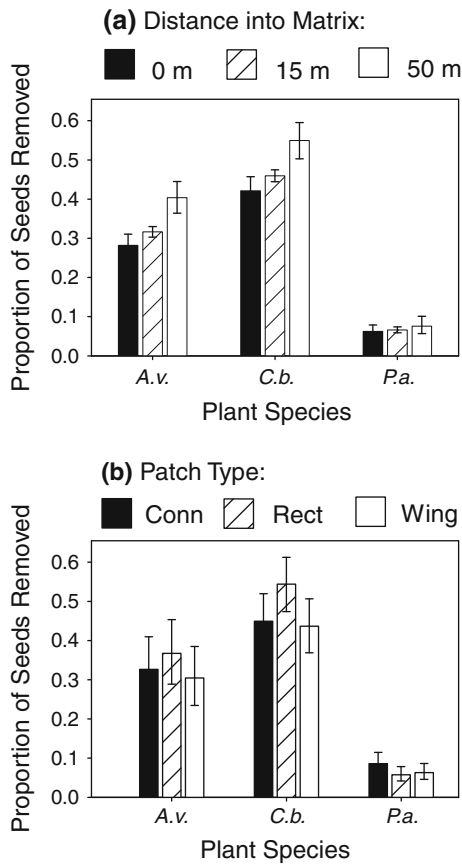 (a) Distance into Matrix:
0 m 15 m 50 m
Proportion of Seeds Removed
0.6
0.5
0.4
0.3
0.2
0.1
0.0
A.v. C.b. P.a.
Plant Species
(b) Patch Type:
Conn Rect Wing
Proportion of Seeds Removed
0.6
0.5
0.4
0.3
0.2
0.1
0.0
A.v. C.b. P.a.
Plant Species